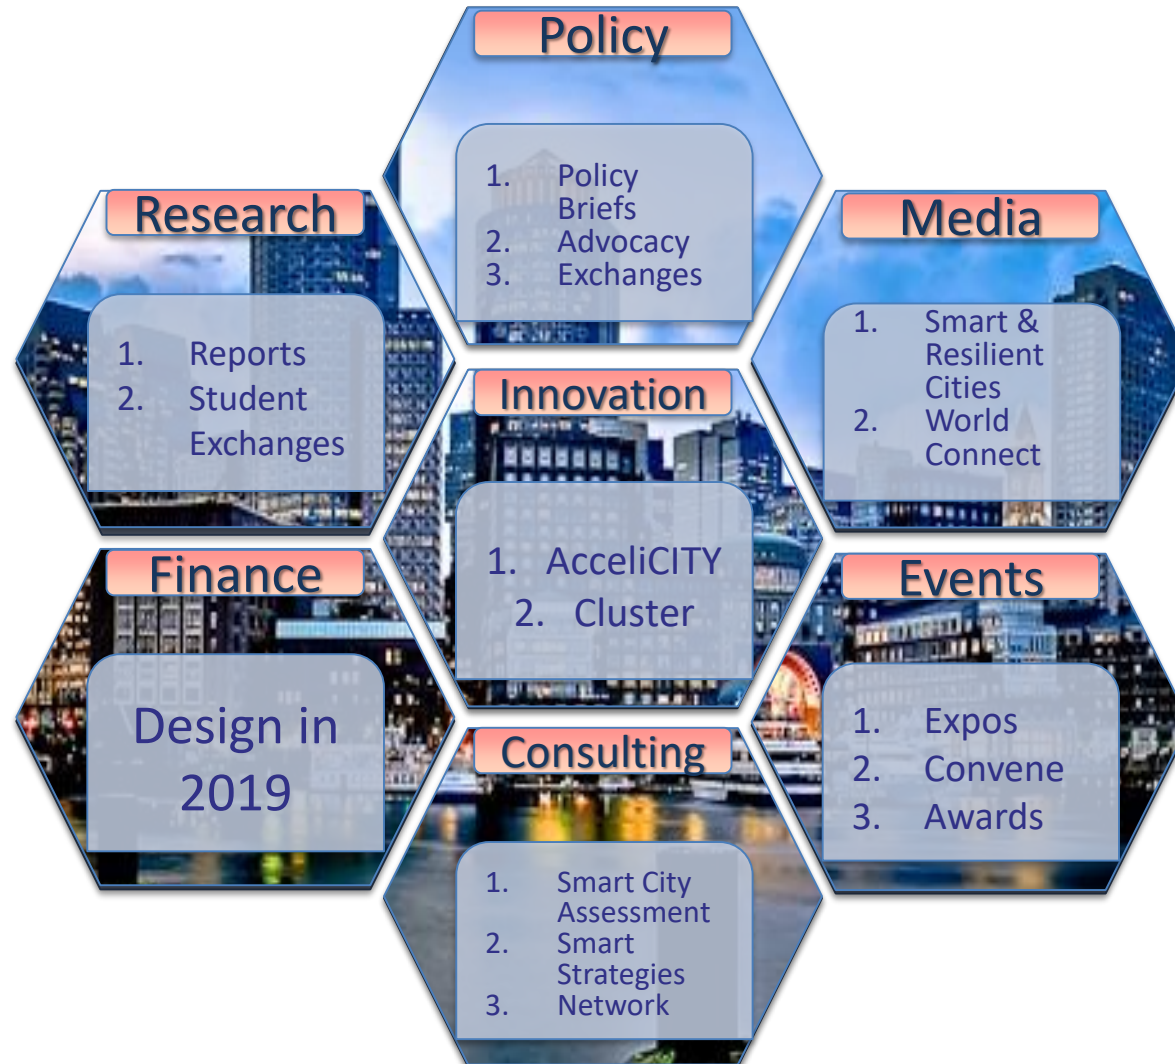 Policy
1. Policy
Briefs
2. Advocacy
3. Exchanges
Research
1. Reports
2. Student
Exchanges
Media
1. Smart &
Resilient
Cities
2. World
Connect
Innovation
1. AcceliCITY
2. Cluster
Finance
Design in
2019
Events
1. Expos
2. Convene
3. Awards
Consulting
1. Smart City
Assessment
2. Smart
Strategies
3. Network